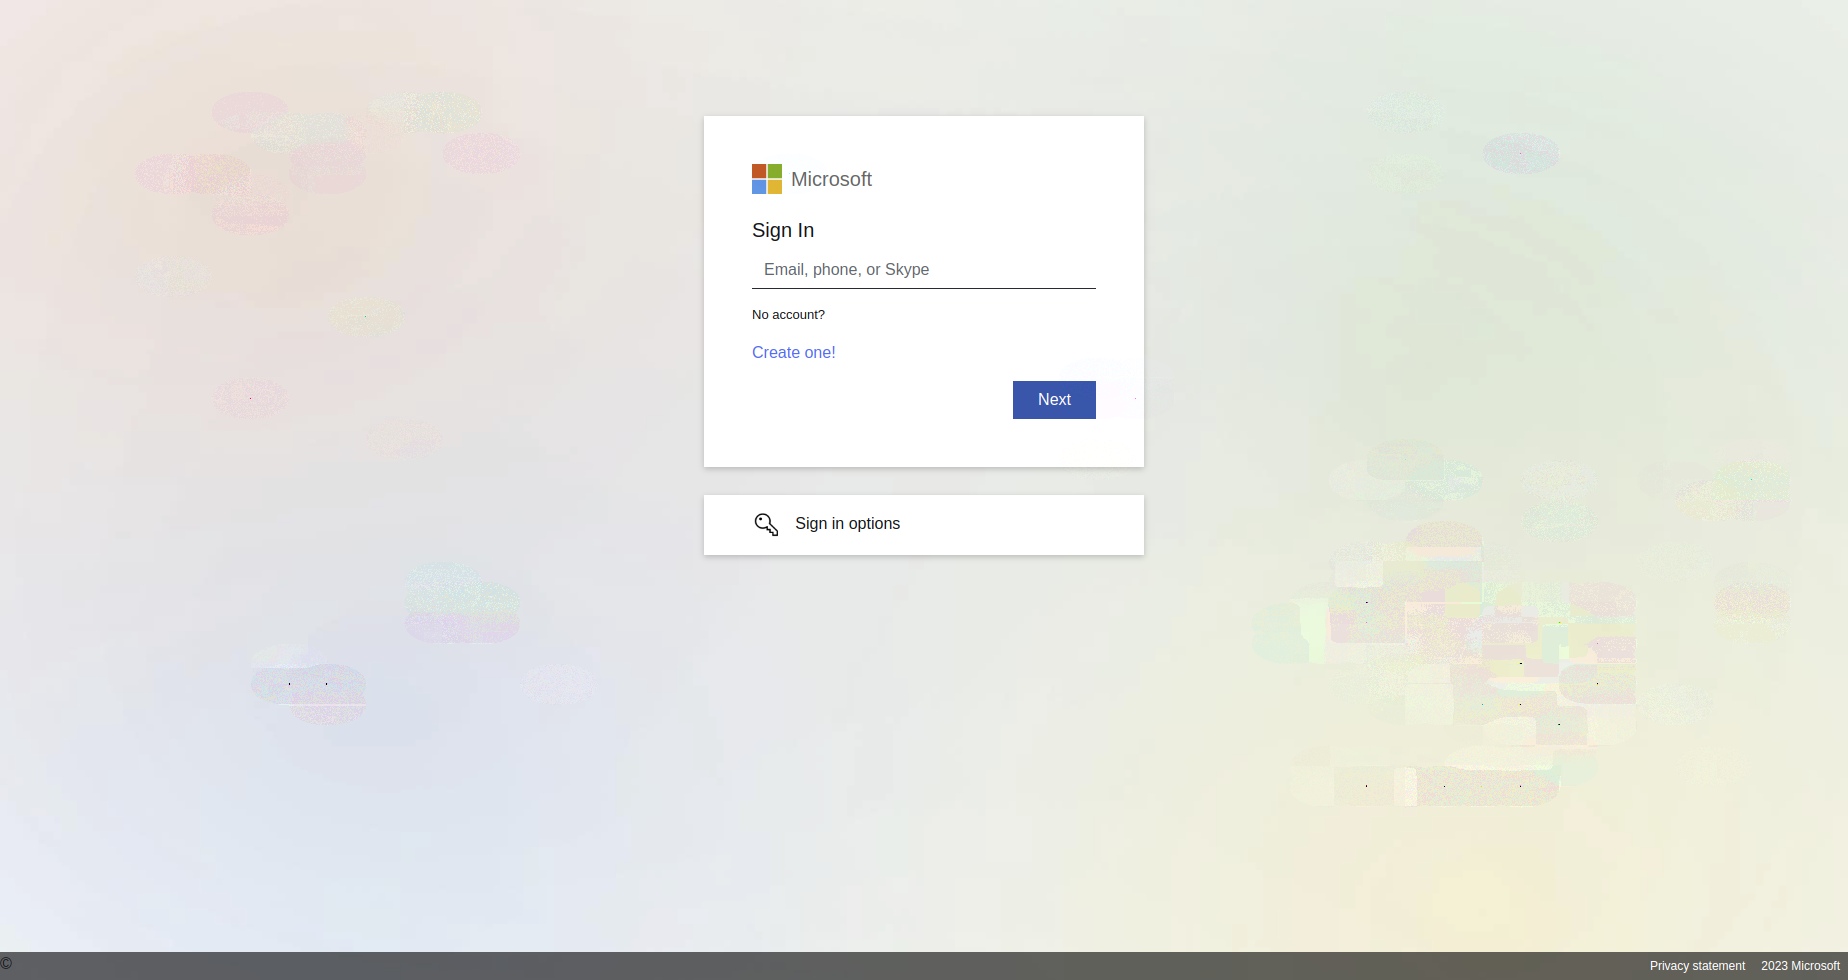 Microsoft
Sign In
Email, phone, or Skype
No account?
Create one!
Next
Sign in options
©
Privacy statement 2023 Microsoft